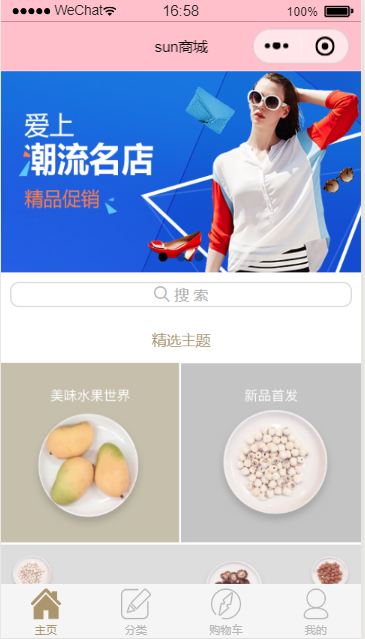 WeChat 16:58 100%
sun商城
爱上
潮流名店
精品促销
搜 索
精选主题
美味水果世界 新品首发
主页 分类 购物车 我的